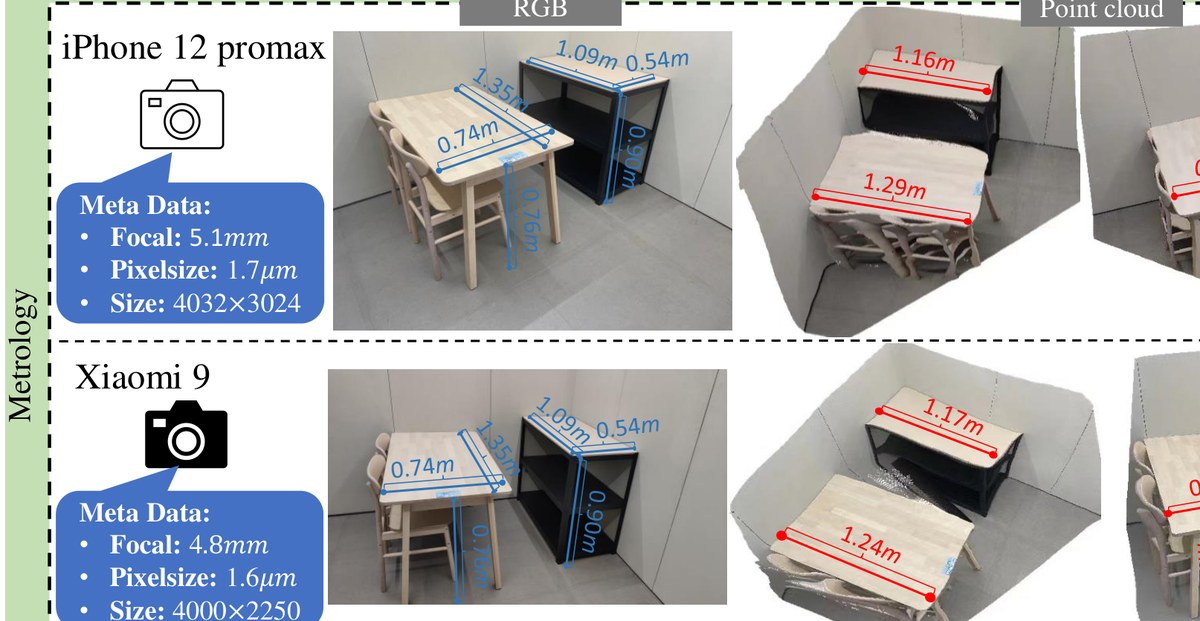 RGB
Point cloud
Metrology
iPhone 12 promax
Meta Data:
• Focal: 5.1mm
• Pixelsize: 1.7μm
• Size: 4032×3024
1.09m
0.54m
1.35m
0.74m
0.90m
0.76m
1.16m
1.29m
Xiaomi 9
Meta Data:
• Focal: 4.8mm
• Pixelsize: 1.6μm
• Size: 4000×2250
1.09m
0.54m
1.35m
0.74m
0.90m
0.76m
1.17m
1.24m